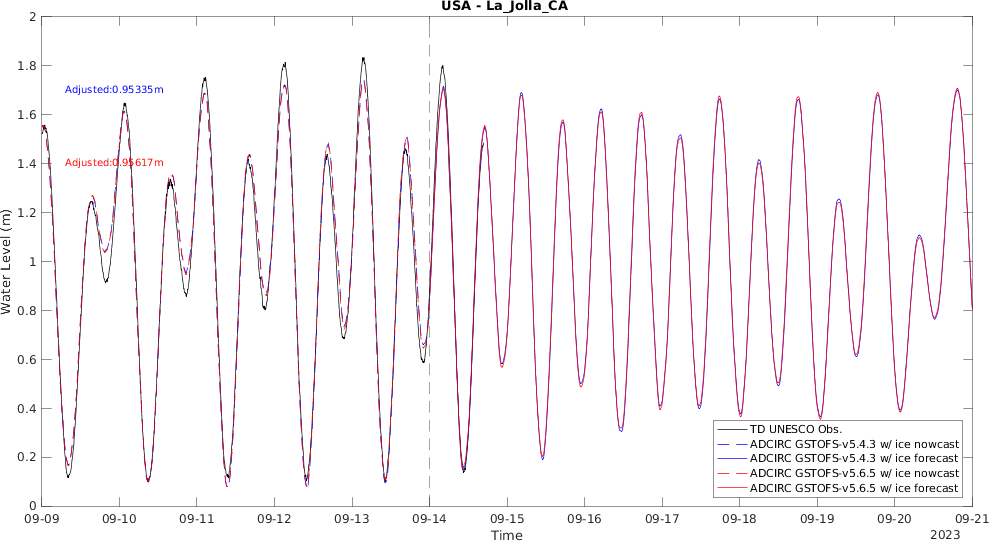 USA - La_Jolla_CA
2
1.8
1.6
1.4
1.2
1
0.8
0.6
0.4
0.2
0
Water Level (m)
Adjusted:0.95335m
Adjusted:0.95617m
TD UNESCO Obs.
ADCIRC GSTOFS-v5.4.3 w/ ice nowcast
ADCIRC GSTOFS-v5.4.3 w/ ice forecast
ADCIRC GSTOFS-v5.6.5 w/ ice nowcast
ADCIRC GSTOFS-v5.6.5 w/ ice forecast
09-09 09-10 09-11 09-12 09-13 09-14 09-15 09-16 09-17 09-18 09-19 09-20 09-21
Time
2023